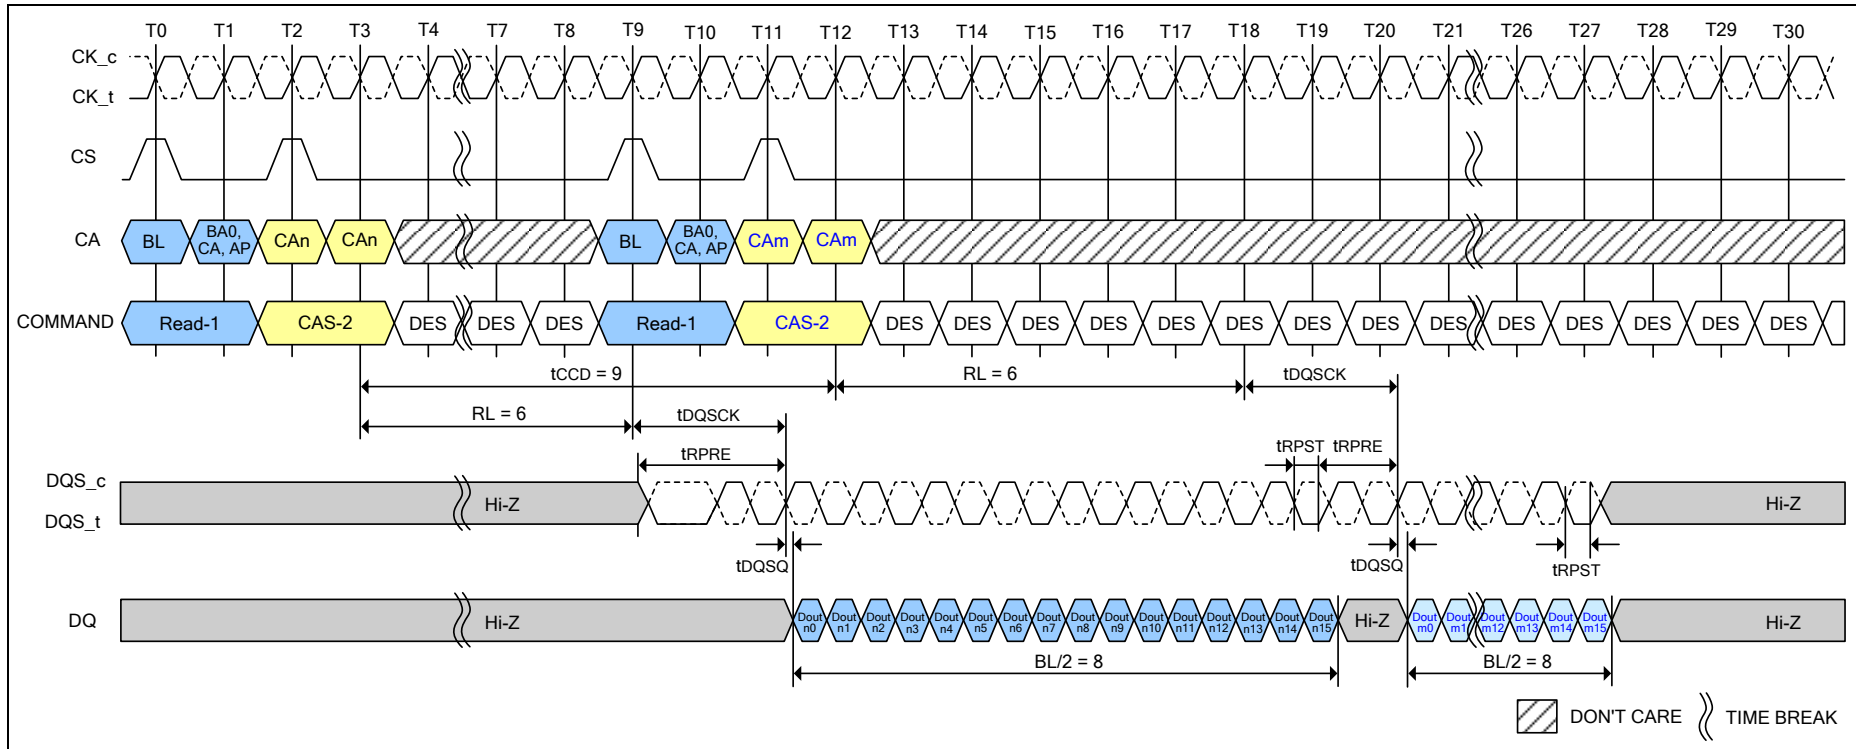 T0 T1 T2 T3 T4 T7 T8 T9 T10 T11 T12 T13 T14 T15 T16 T17 T18 T19 T20 T21 T26 T27 T28 T29 T30
CK_c
CK_t
CS
CA BL BA0, CA, AP CAn CAn BL BA0, CA, AP CAm CAm
COMMAND Read-1 CAS-2 DES DES DES Read-1 CAS-2 DES DES DES DES DES DES DES DES DES DES DES DES DES DES
tCCD = 9 RL = 6 tDQSCK
RL = 6 tDQSCK
tRPRE tRPST tRPRE
DQS_c
Hi-Z Hi-Z
DQS_t
tDQSQ tDQSQ tRPST
DQ Hi-Z Dout n0 Dout n1 Dout n2 Dout n3 Dout n4 Dout n5 Dout n6 Dout n7 Dout n8 Dout n9 Dout n10 Dout n11 Dout n12 Dout n13 Dout n14 Dout n15 Hi-Z Dout m0 Dout m1 Dout m12 Dout m13 Dout m14 Dout m15 Hi-Z
BL/2 = 8 BL/2 = 8
DON'T CARE TIME BREAK